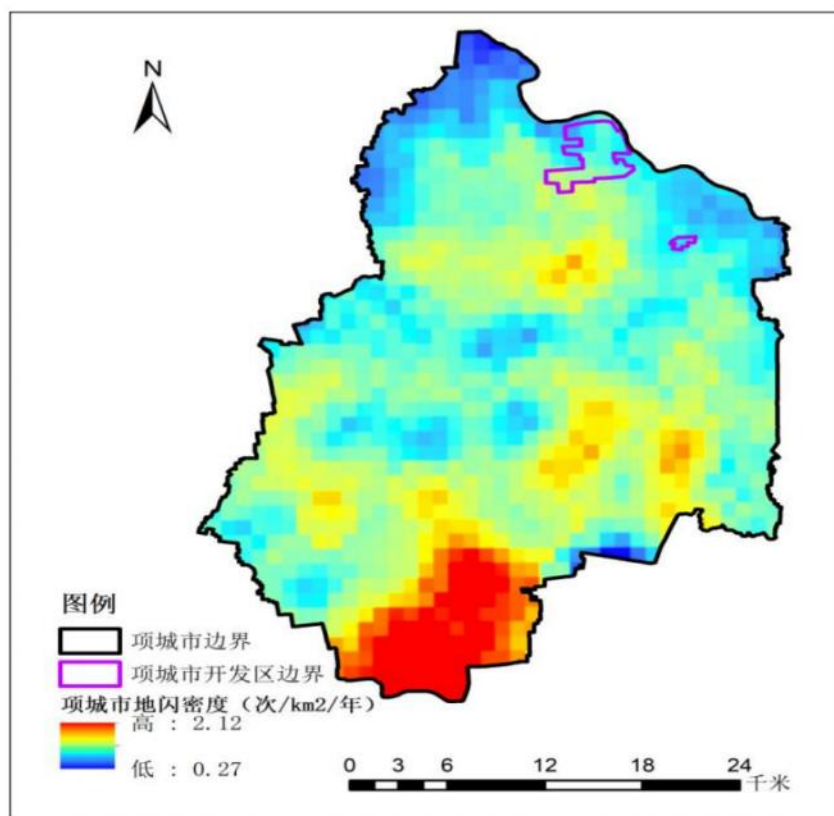 N
图例
项城市边界
项城市开发区边界
项城市地闪密度（次/km2/年）
高 : 2.12
低 : 0.27
0 3 6 12 18 24
千米